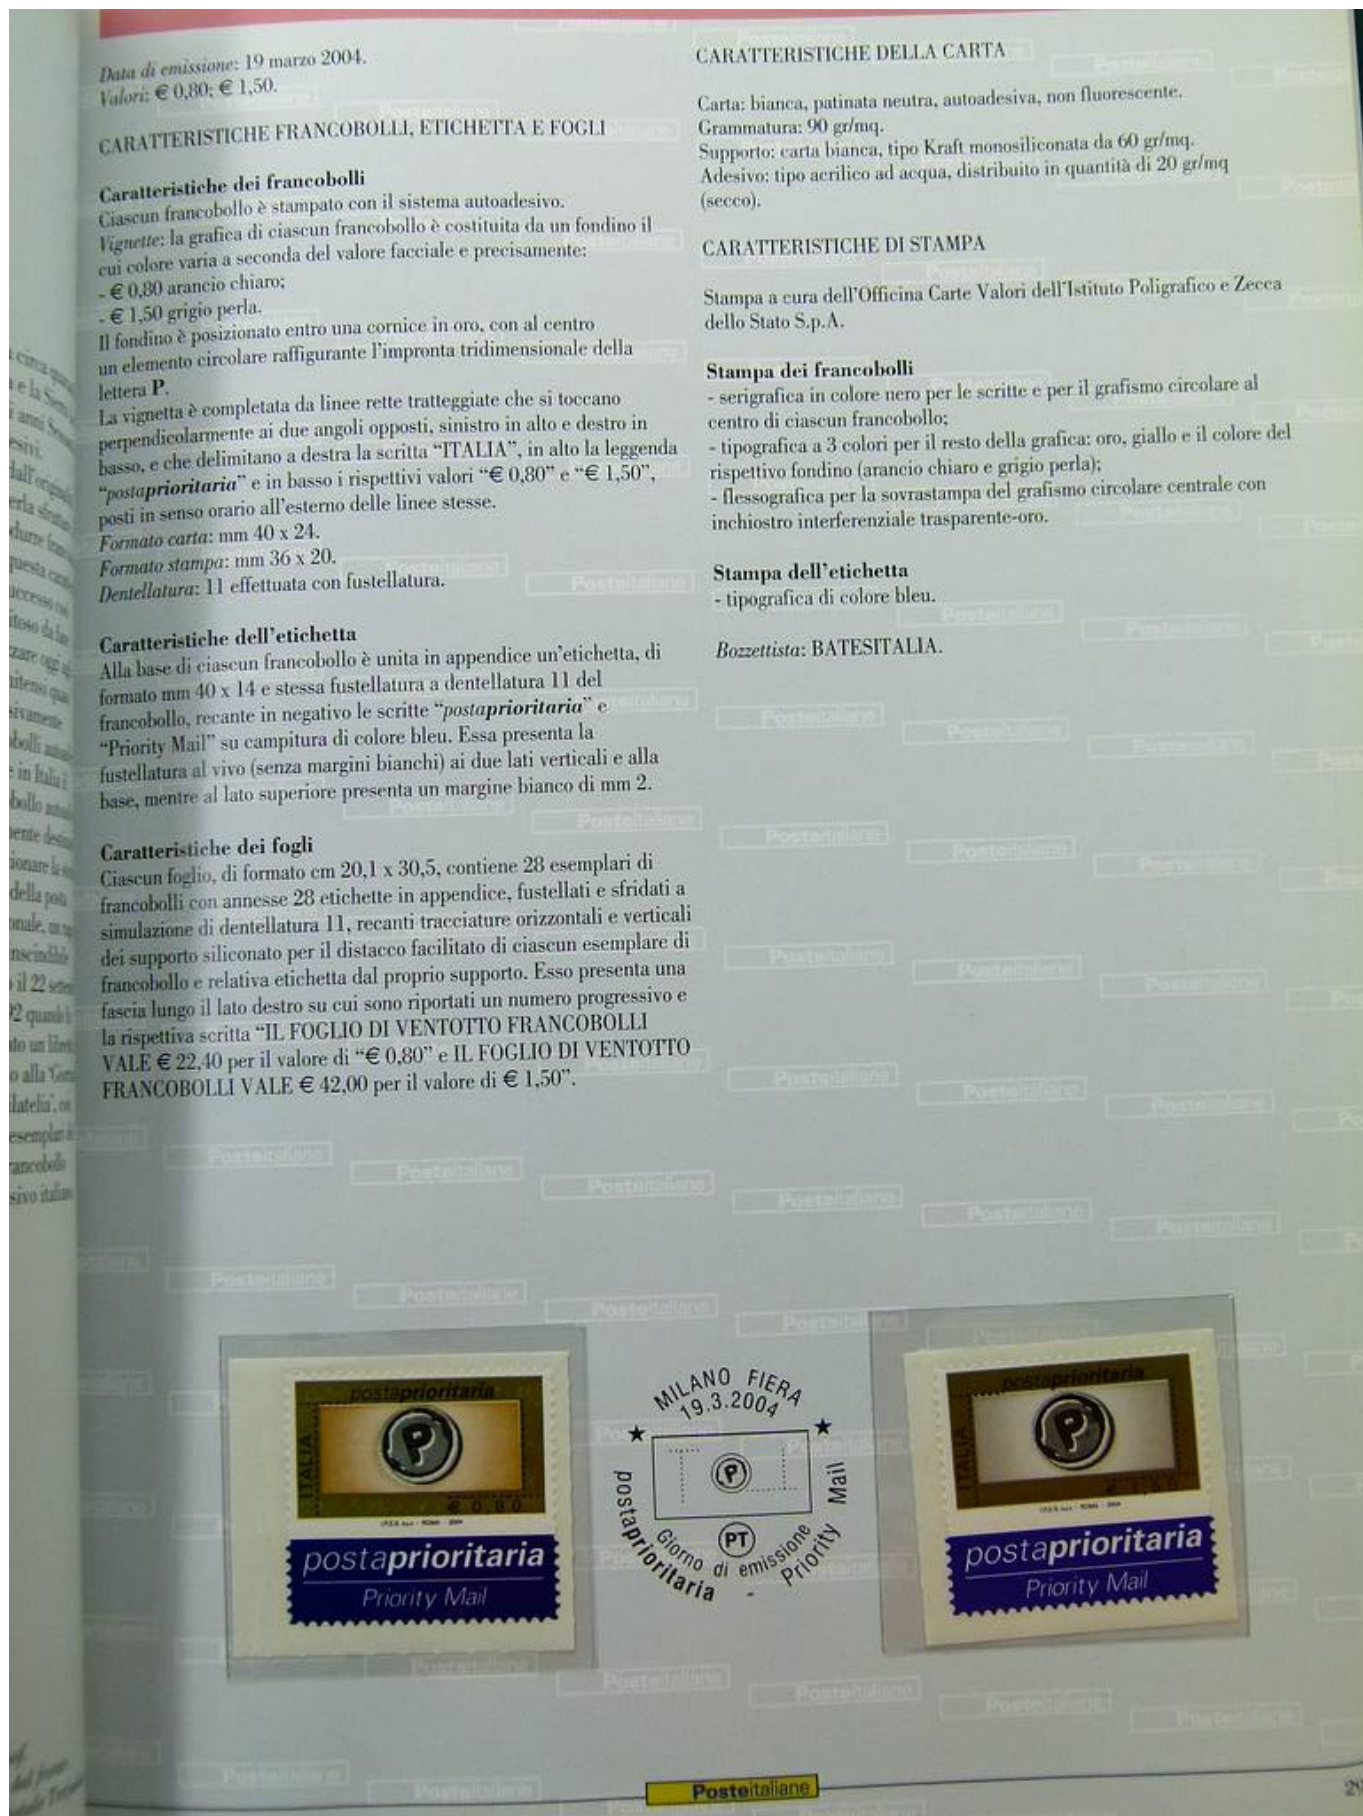 Data di emissione: 19 marzo 2004.
Valori: € 0,80; € 1,50.
CARATTERISTICHE FRANCOBOLLI, ETICHETTA E FOGLI
Caratteristiche dei francobolli
Ciascun francobollo è stampato con il sistema autoadesivo.
Vignette: la grafica di ciascun francobollo è costituita da un fondino il
cui colore varia a seconda del valore facciale e precisamente:
- € 0,80 arancio chiaro;
- € 1,50 grigio perla.
Il fondino è posizionato entro una cornice in oro, con al centro
un elemento circolare raffigurante l'impronta tridimensionale della
lettera P.
La vignetta è completata da linee rette tratteggiate che si toccano
perpendicolarmente ai due angoli opposti, sinistro in alto e destro in
basso, e che delimitano a destra la scritta “ITALIA”, in alto la leggenda
“postaprioritaria” e in basso i rispettivi valori “€ 0,80” e “€ 1,50”,
posti in senso orario all'esterno delle linee stesse.
Formato carta: mm 40 x 24.
Formato stampa: mm 36 x 20.
Dentellatura: 11 effettuata con fustellatura.
Caratteristiche dell'etichetta
Alla base di ciascun francobollo è unita in appendice un'etichetta, di
formato mm 40 x 14 e stessa fustellatura a dentellatura 11 del
francobollo, recante in negativo le scritte “postaprioritaria” e
“Priority Mail” su campitura di colore bleu. Essa presenta la
fustellatura al vivo (senza margini bianchi) ai due lati verticali e alla
base, mentre al lato superiore presenta un margine bianco di mm 2.
Caratteristiche dei fogli
Ciascun foglio, di formato cm 20,1 x 30,5, contiene 28 esemplari di
francobolli con annesse 28 etichette in appendice, fustellati e sfridati a
simulazione di dentellatura 11, recanti tracciature orizzontali e verticali
dei supporto siliconato per il distacco facilitato di ciascun esemplare di
francobollo e relativa etichetta dal proprio supporto. Esso presenta una
fascia lungo il lato destro su cui sono riportati un numero progressivo e
la rispettiva scritta “IL FOGLIO DI VENTOTTO FRANCOBOLLI
VALE € 22,40 per il valore di “€ 0,80” e IL FOGLIO DI VENTOTTO
FRANCOBOLLI VALE € 42,00 per il valore di € 1,50”.
CARATTERISTICHE DELLA CARTA
Carta: bianca, patinata neutra, autoadesiva, non fluorescente.
Grammatura: 90 gr/mq.
Supporto: carta bianca, tipo Kraft monosiliconata da 60 gr/mq.
Adesivo: tipo acrilico ad acqua, distribuito in quantità di 20 gr/mq
(secco).
CARATTERISTICHE DI STAMPA
Stampa a cura dell'Officina Carte Valori dell'Istituto Poligrafico e Zecca
dello Stato S.p.A.
Stampa dei francobolli
- serigrafica in colore nero per le scritte e per il grafismo circolare al
centro di ciascun francobollo;
- tipografica a 3 colori per il resto della grafica: oro, giallo e il colore del
rispettivo fondino (arancio chiaro e grigio perla);
- flessografica per la sovrastampa del grafismo circolare centrale con
inchiostro interferenziale trasparente-oro.
Stampa dell'etichetta
- tipografica di colore bleu.
Bozzettista: BATESITALIA.
postaprioritaria
ITALIA
P
€ 0,80
I.P.Z.S. S.p.A. - ROMA - 2004
postaprioritaria
Priority Mail
MILANO FIERA
19.3.2004
P
PT
Giorno di emissione
postaprioritaria - Priority Mail
postaprioritaria
ITALIA
P
€ 1,50
I.P.Z.S. S.p.A. - ROMA - 2004
postaprioritaria
Priority Mail
Posteitaliane
29